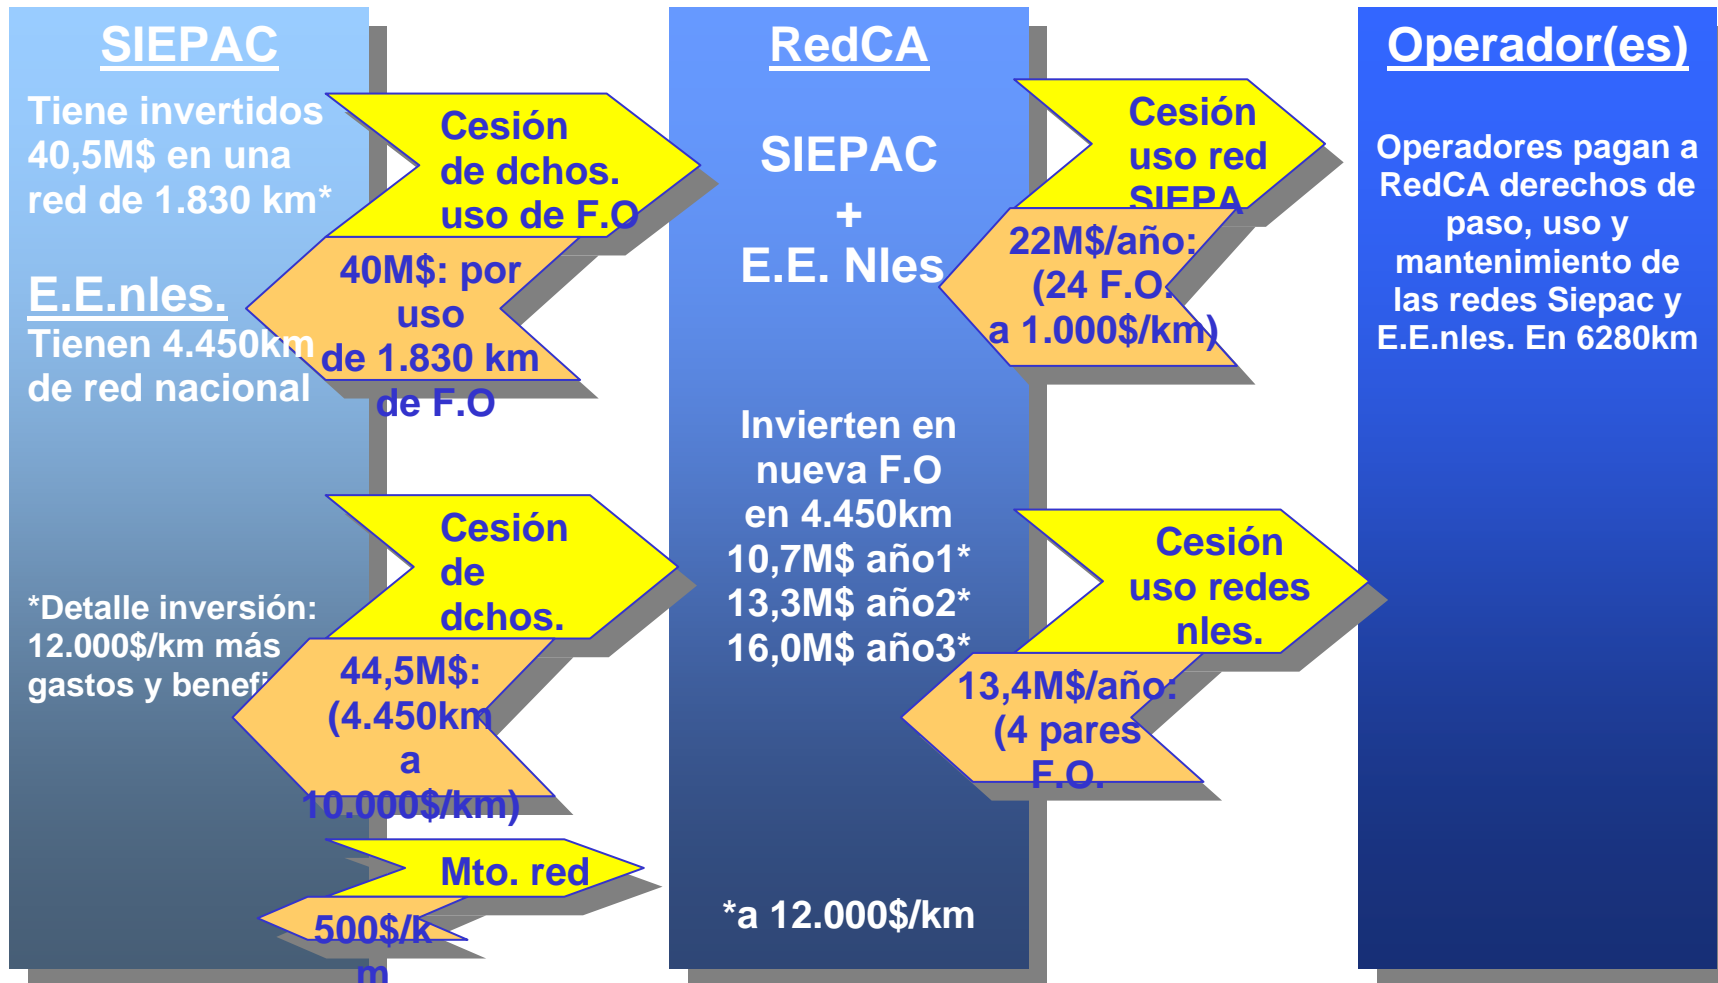 SIEPAC
Tiene invertidos
40,5M$ en una
red de 1.830 km*
E.E.nles.
Tienen 4.450km
de red nacional
*Detalle inversión:
12.000$/km más
gastos y benefi
Cesión
de dchos.
uso de F.O
40M$: por
uso
de 1.830 km
de F.O
Cesión
de
dchos.
44,5M$:
(4.450km
a
10.000$/km)
Mto. red
500$/k
m
RedCA
SIEPAC
+
E.E. Nles
Invierten en
nueva F.O
en 4.450km
10,7M$ año1*
13,3M$ año2*
16,0M$ año3*
*a 12.000$/km
Cesión
uso red
SIEPA
22M$/año:
(24 F.O.
a 1.000$/km)
Cesión
uso redes
nles.
13,4M$/año:
(4 pares
F.O.
Operador(es)
Operadores pagan a
RedCA derechos de
paso, uso y
mantenimiento de
las redes Siepac y
E.E.nles. En 6280km